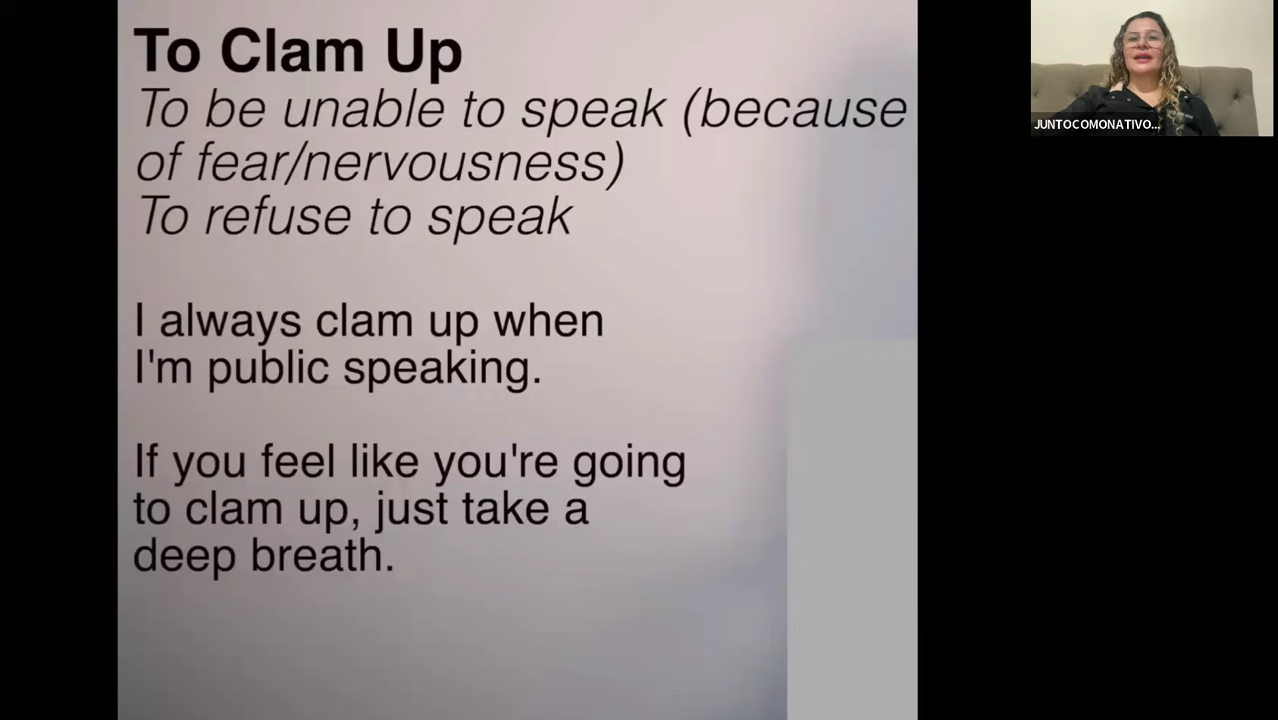 To Clam Up
To be unable to speak (because
of fear/nervousness)
To refuse to speak
I always clam up when
I'm public speaking.
If you feel like you're going
to clam up, just take a
deep breath.
JUNTOCOMONATIVO...